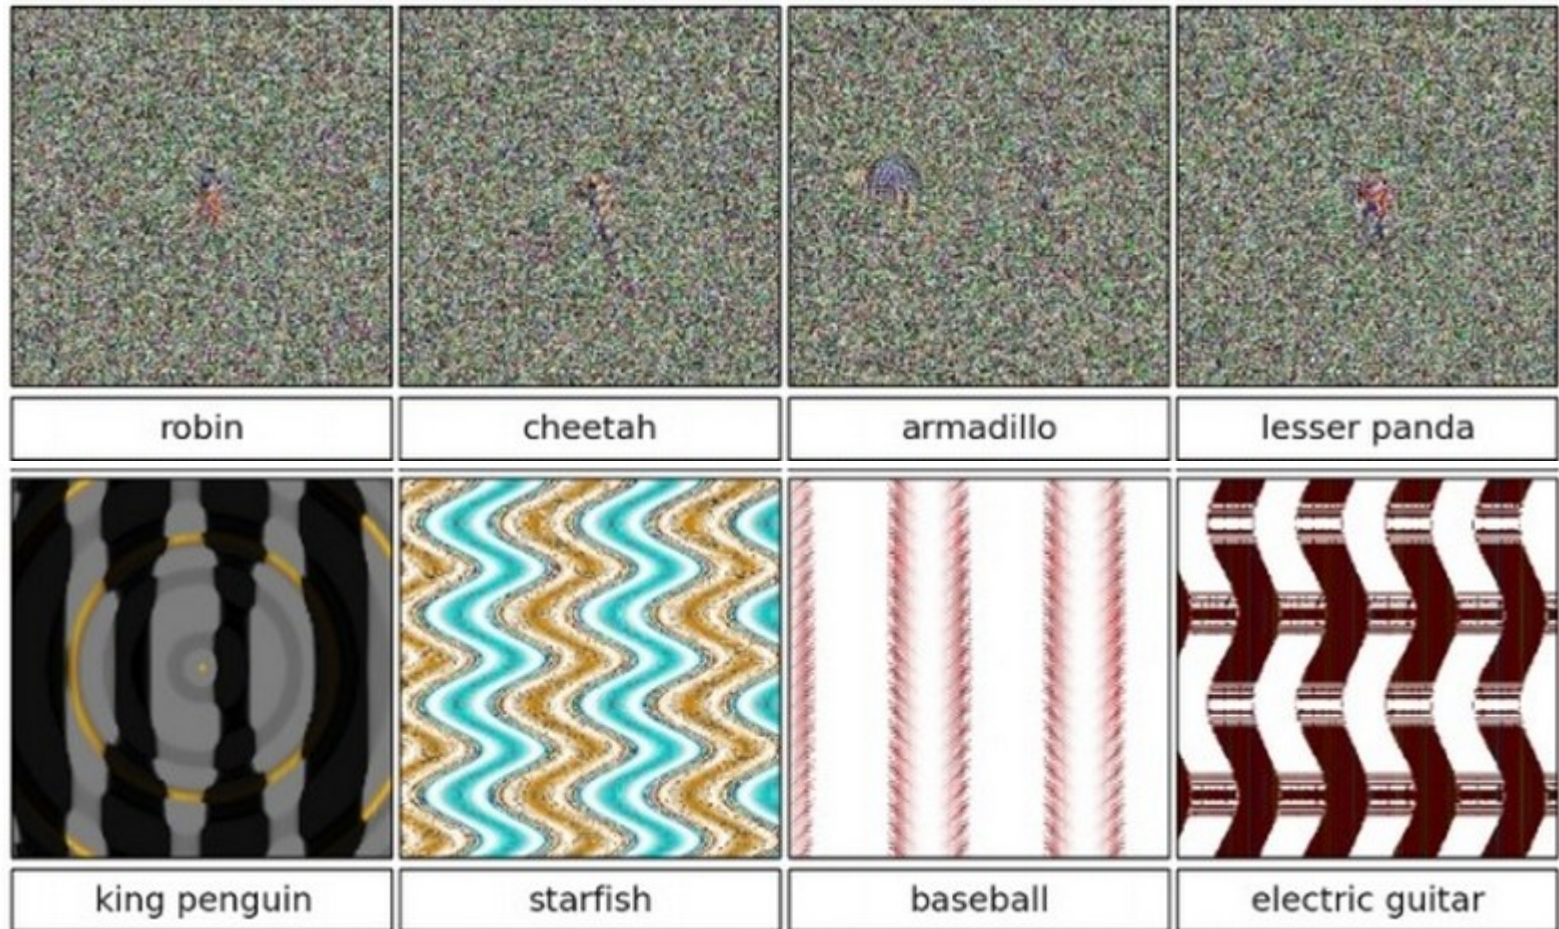 robin
cheetah
armadillo
lesser panda
king penguin
starfish
baseball
electric guitar